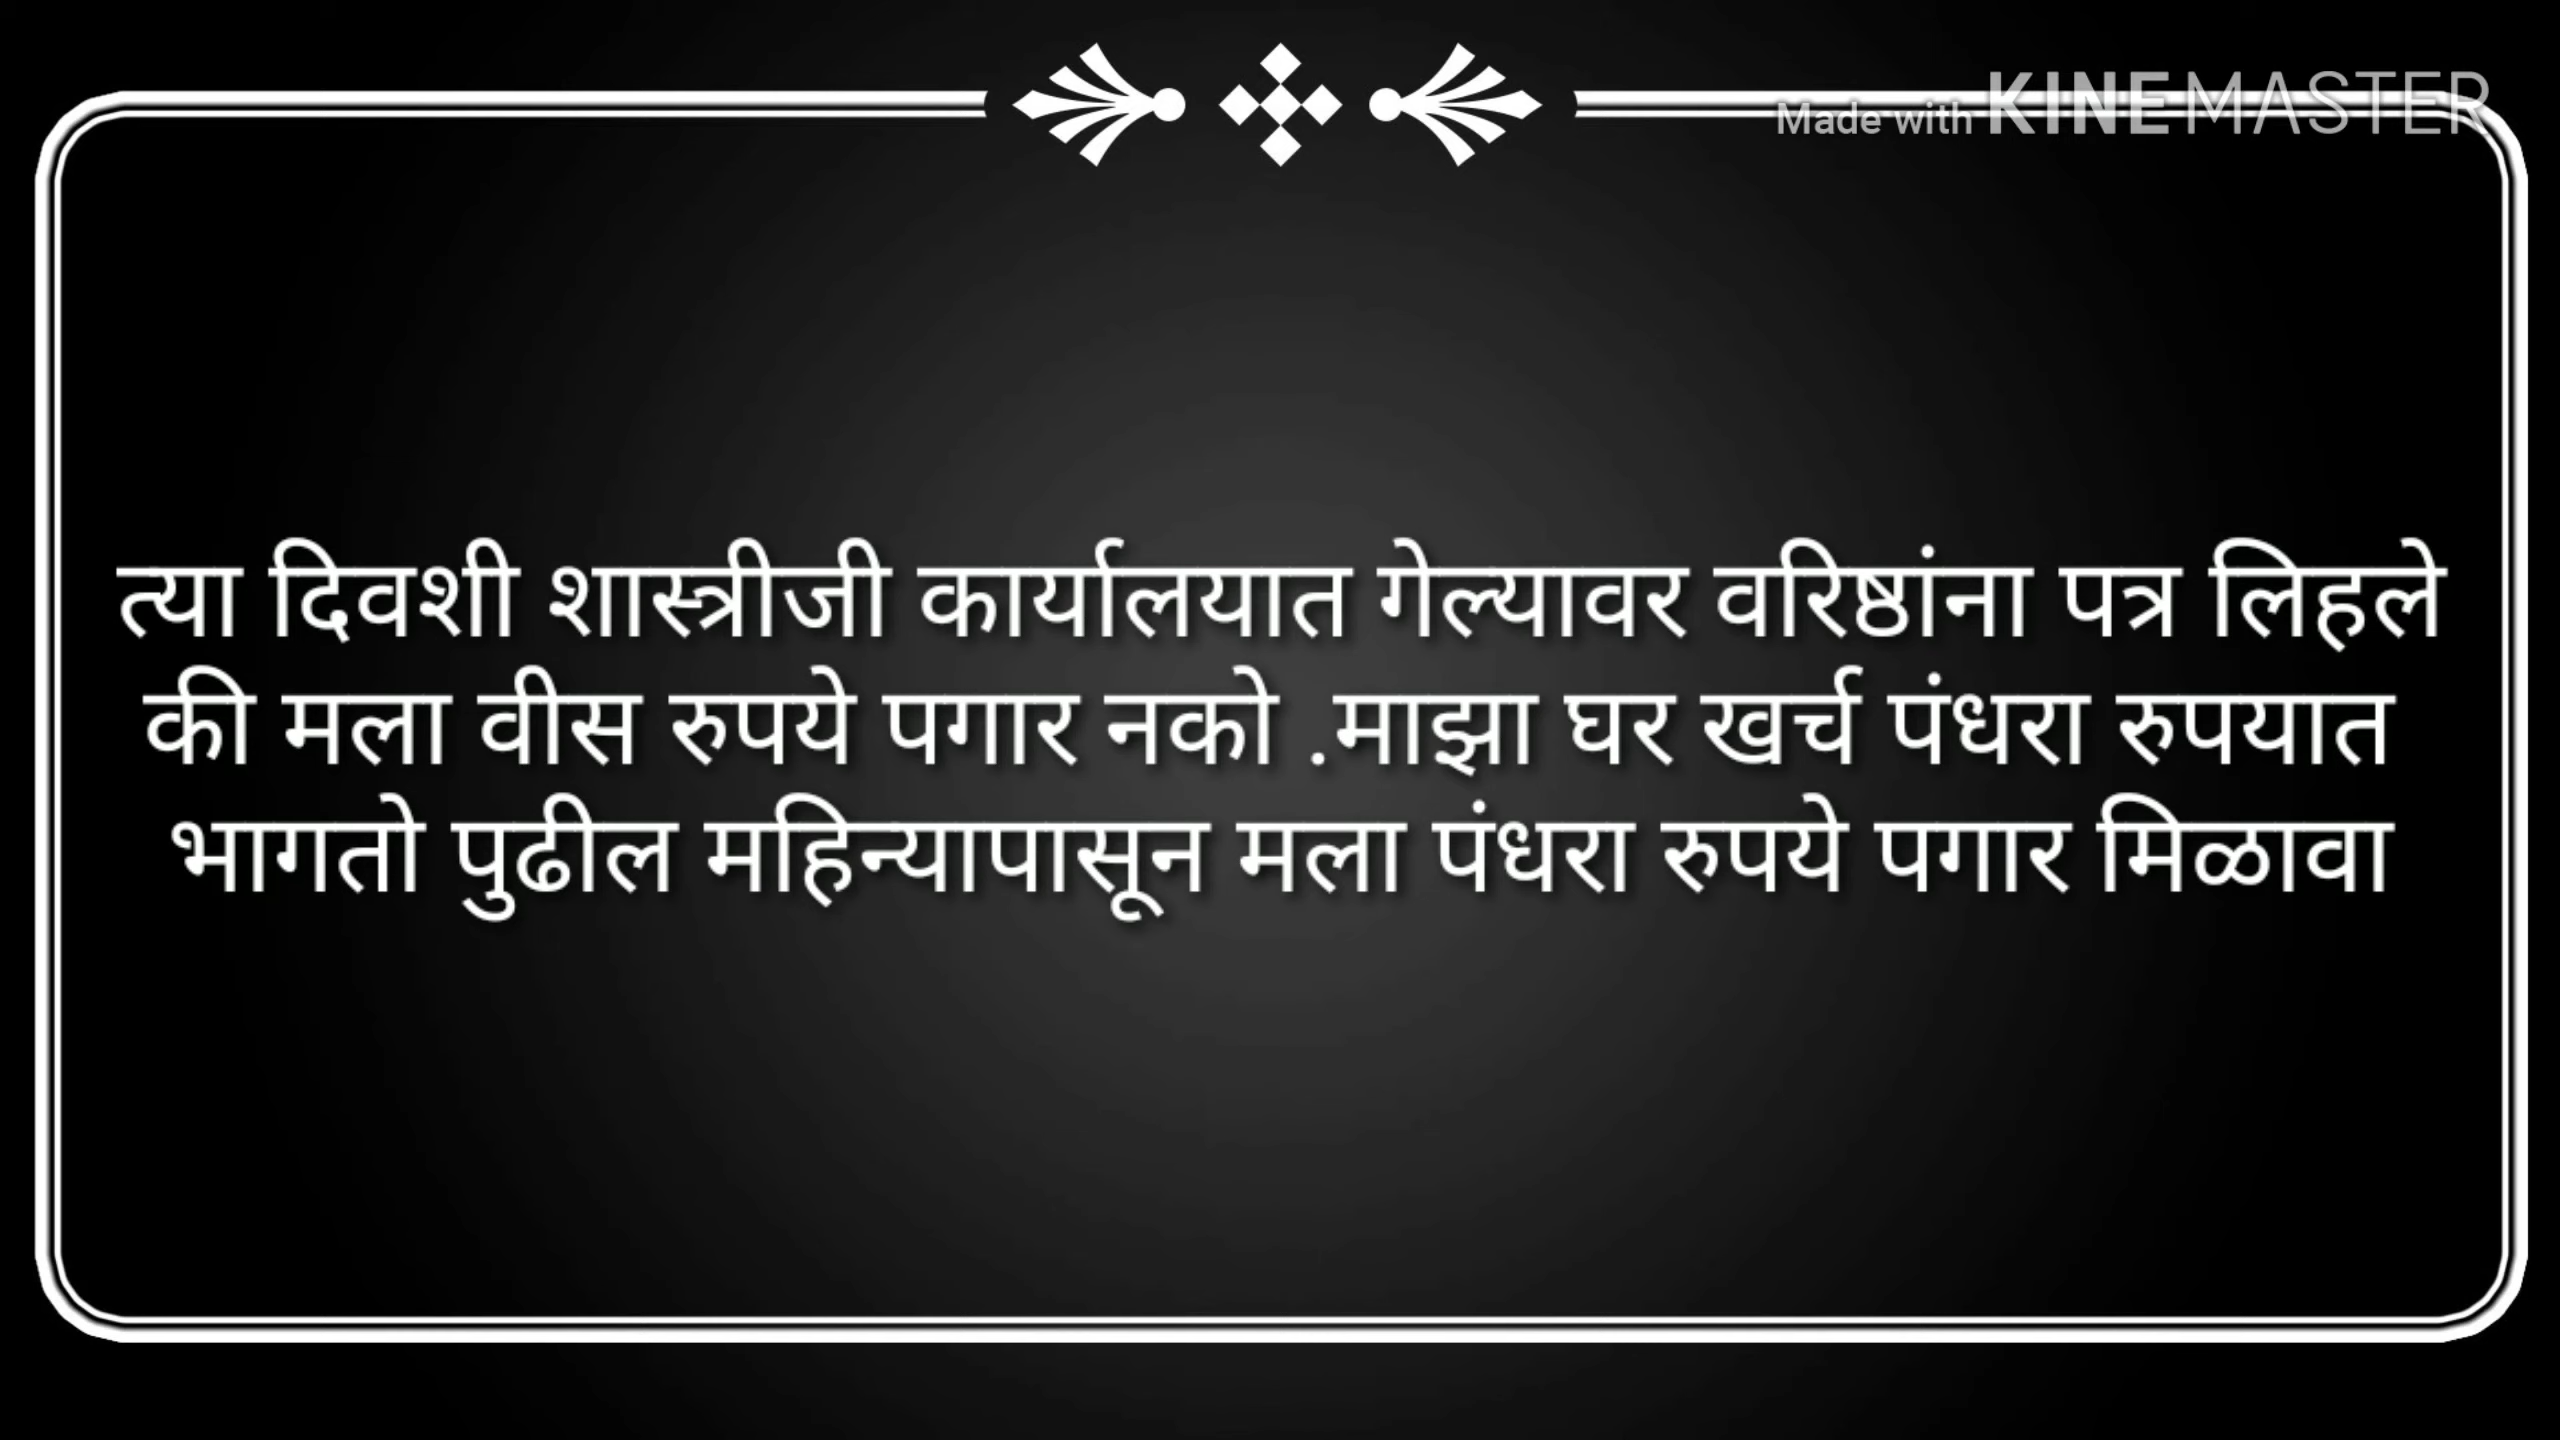 Made with KINEMASTER
त्या दिवशी शास्त्रीजी कार्यालयात गेल्यावर वरिष्ठांना पत्र लिहले
की मला वीस रुपये पगार नको .माझा घर खर्च पंधरा रुपयात
भागतो पुढील महिन्यापासून मला पंधरा रुपये पगार मिळावा